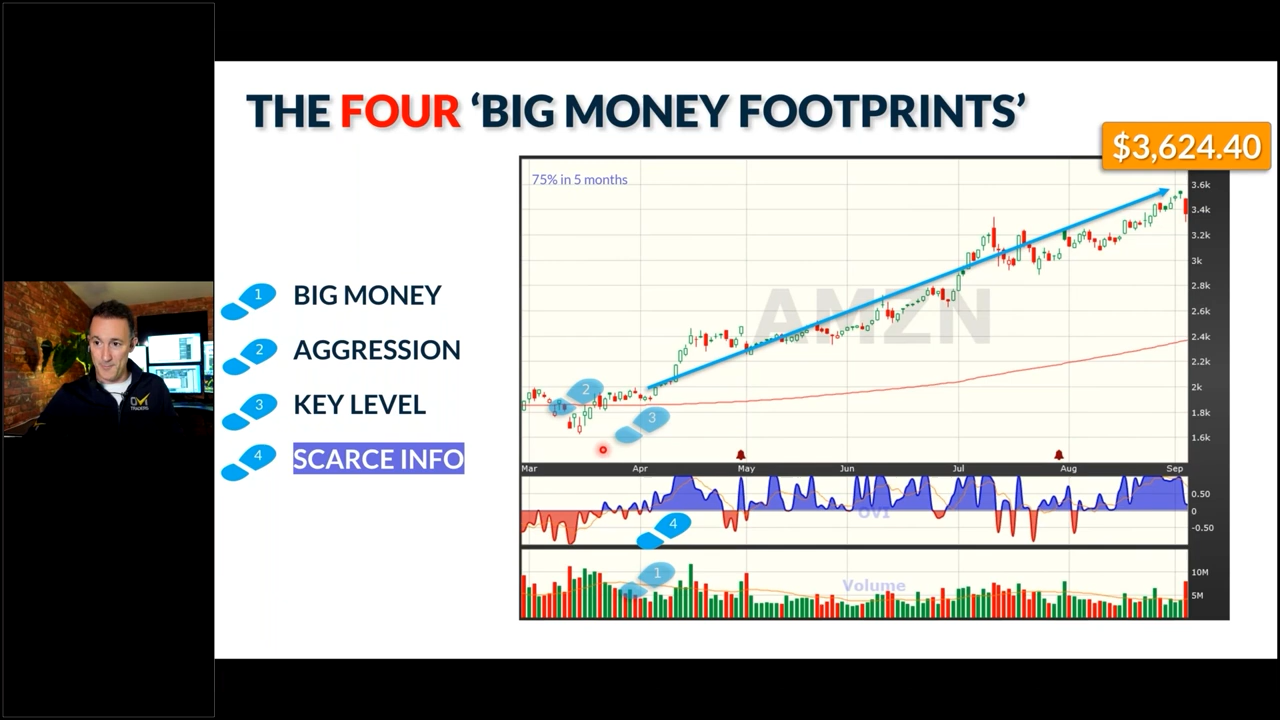 THE FOUR ‘BIG MONEY FOOTPRINTS’
$3,624.40
75% in 5 months
1 BIG MONEY
2 AGGRESSION
3 KEY LEVEL
4 SCARCE INFO
AMZN
2
3
3.6k
3.4k
3.2k
3k
2.8k
2.6k
2.4k
2.2k
2k
1.8k
1.6k
Mar Apr May Jun Jul Aug Sep
OVI
4
0.50
0
-0.50
1
Volume
10M
5M
OVI
TRADERS